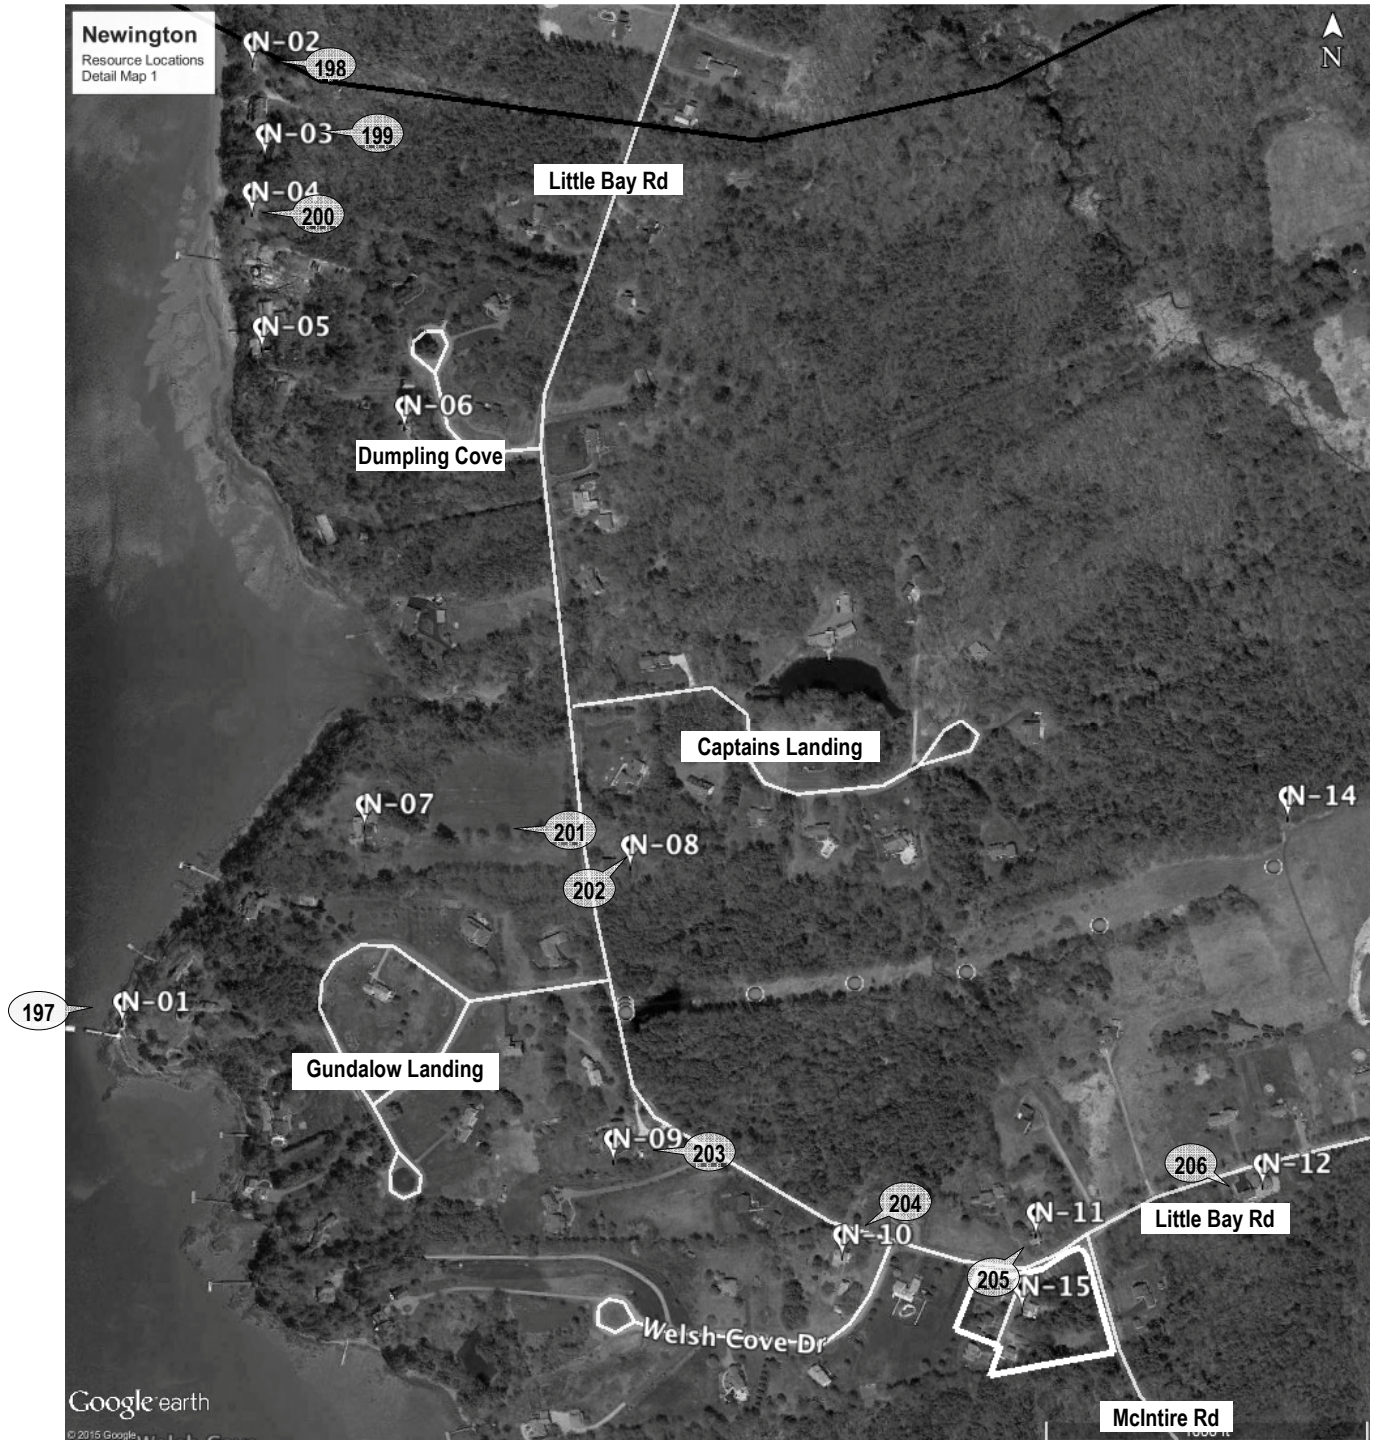 Newington
Resource Locations
Detail Map 1
N
N-02
198
N-03
199
N-04
200
Little Bay Rd
N-05
N-06
Dumpling Cove
Captains Landing
N-07
N-14
201
N-08
202
N-01
197
Gundalow Landing
N-09
203
206
N-12
204
N-11
Little Bay Rd
N-10
205
N-15
Welsh Cove Dr
Google earth
McIntire Rd
© 2015 Google